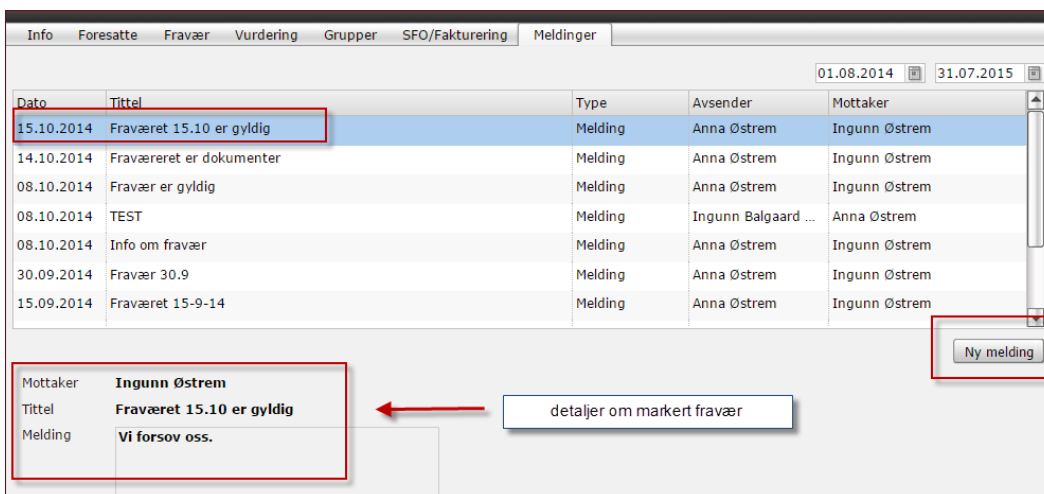 Info Foresatte Fravær Vurdering Grupper SFO/Fakturering Meldinger
01.08.2014 31.07.2015
Dato Tittel Type Avsender Mottaker
15.10.2014 Fraværet 15.10 er gyldig Melding Anna Østrem Ingunn Østrem
14.10.2014 Fraværeret er dokumenter Melding Anna Østrem Ingunn Østrem
08.10.2014 Fravær er gyldig Melding Anna Østrem Ingunn Østrem
08.10.2014 TEST Melding Ingunn Balgaard ... Anna Østrem
08.10.2014 Info om fravær Melding Anna Østrem Ingunn Østrem
30.09.2014 Fravær 30.9 Melding Anna Østrem Ingunn Østrem
15.09.2014 Fraværet 15-9-14 Melding Anna Østrem Ingunn Østrem
Ny melding
Mottaker Ingunn Østrem
Tittel Fraværet 15.10 er gyldig
detaljer om markert fravær
Melding Vi forsov oss.